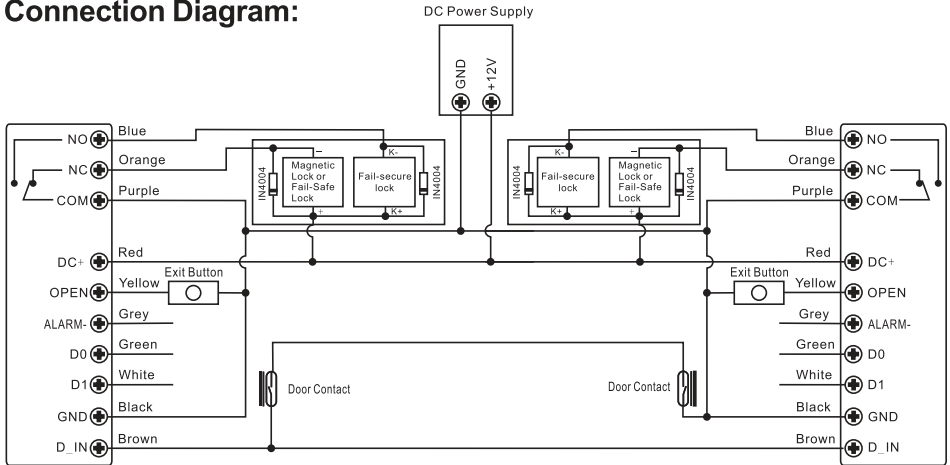 Connection Diagram:
DC Power Supply
GND
+12V
NO
Blue
NC
Orange
COM
Purple
DC+
Red
OPEN
Yellow
Exit Button
ALARM-
Grey
D0
Green
D1
White
GND
Black
D_IN
Brown
IN4004
−
Magnetic
Lock or
Fail-Safe
Lock
+
K-
Fail-secure
lock
K+
IN4004
IN4004
K-
Fail-secure
lock
K+
−
Magnetic
Lock or
Fail-Safe
Lock
+
IN4004
Door Contact
Door Contact
Blue
NO
Orange
NC
Purple
COM
Red
DC+
Exit Button
Yellow
OPEN
Grey
ALARM-
Green
D0
White
D1
Black
GND
Brown
D_IN